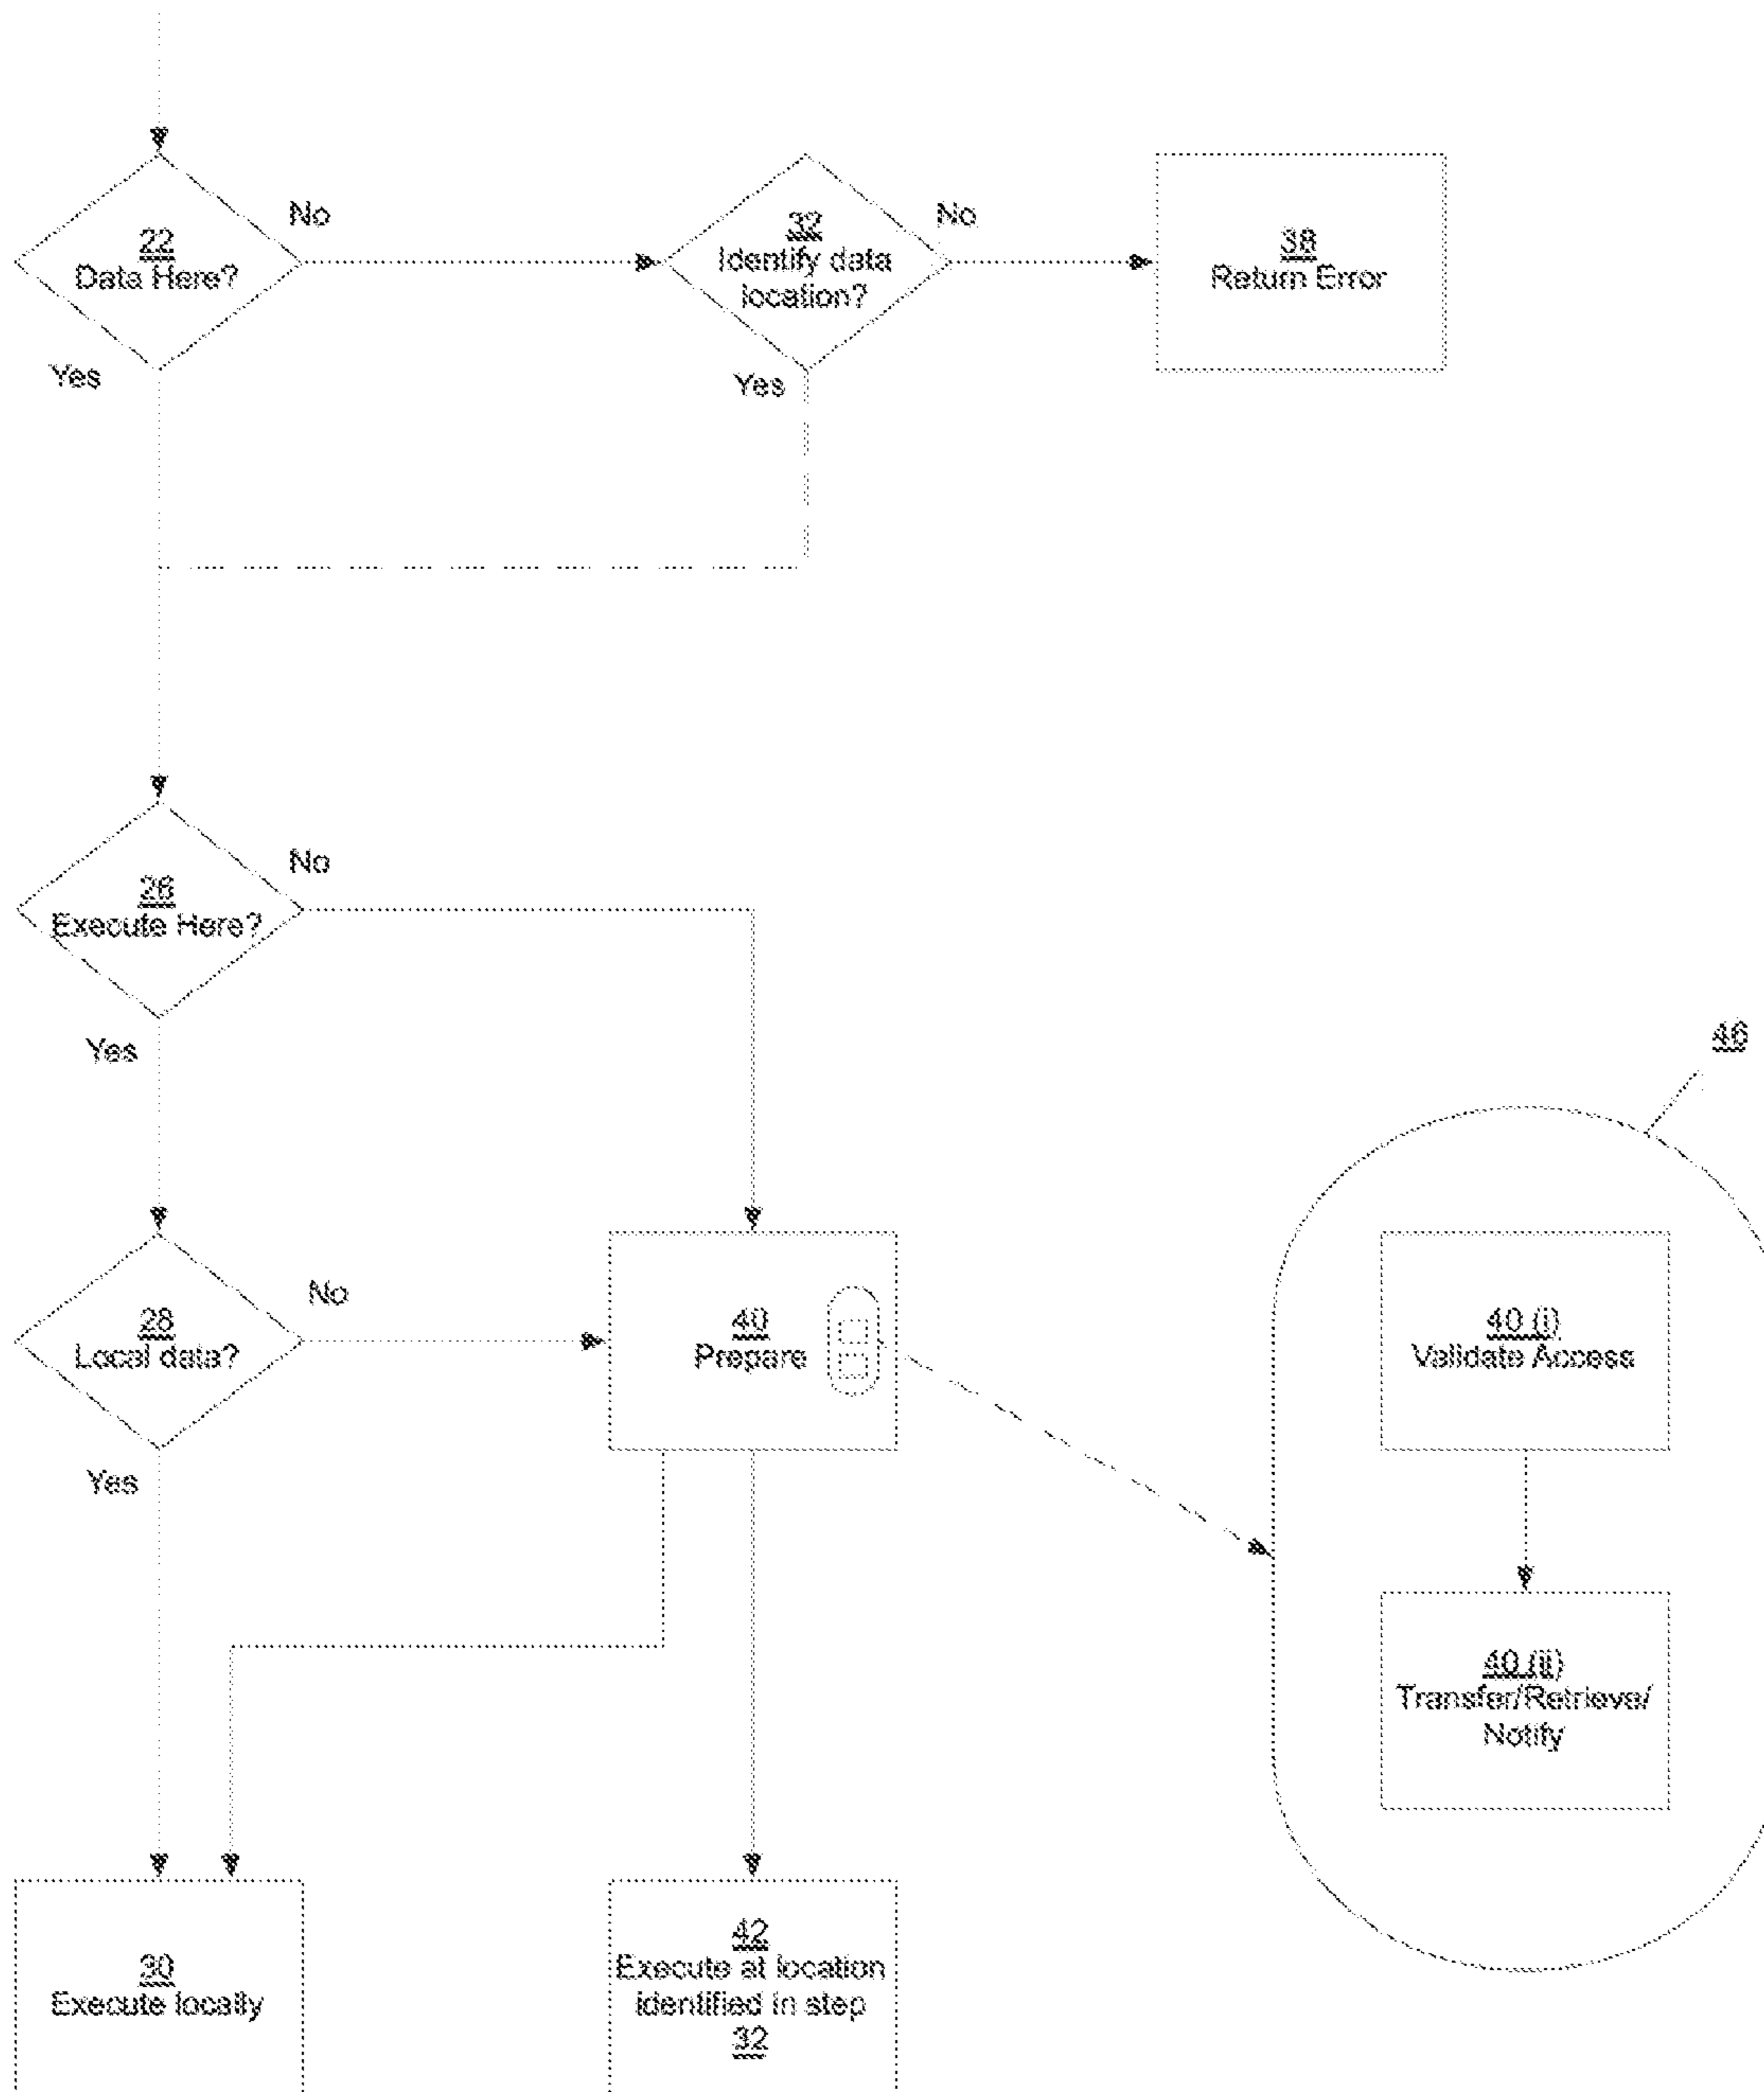 No
22
Data Here?
Yes
No
32
Identify data
location?
Yes
38
Return Error
No
26
Execute Here?
Yes
46
No
28
Local data?
Yes
40
Prepare
40 (i)
Validate Access
40 (ii)
Transfer/Retrieve/
Notify
30
Execute locally
42
Execute at location
identified in step
32